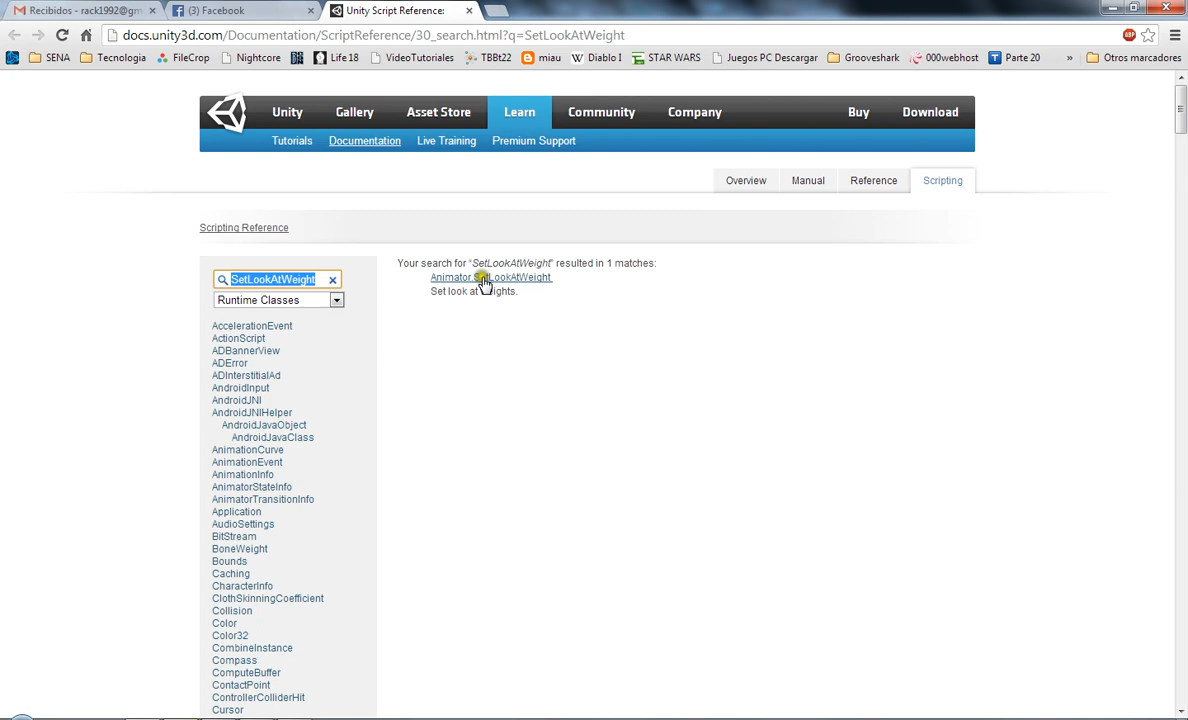 Recibidos - rack1992@gm
(3) Facebook
Unity Script Reference:
docs.unity3d.com/Documentation/ScriptReference/30_search.html?q=SetLookAtWeight
ABP
SENA Tecnologia FileCrop Nightcore Life 18 VideoTutoriales TBBt22 miau Diablo I STAR WARS Juegos PC Descargar Grooveshark 000webhost Parte 20 » Otros marcadores
Unity Gallery Asset Store Learn Community Company Buy Download
Tutorials Documentation Live Training Premium Support
Overview Manual Reference Scripting
Scripting Reference
SetLookAtWeight
Runtime Classes
Your search for "SetLookAtWeight" resulted in 1 matches:
Animator.SetLookAtWeight
Set look at weights.
AccelerationEvent
ActionScript
ADBannerView
ADError
ADInterstitialAd
AndroidInput
AndroidJNI
AndroidJNIHelper
AndroidJavaObject
AndroidJavaClass
AnimationCurve
AnimationEvent
AnimationInfo
AnimatorStateInfo
AnimatorTransitionInfo
Application
AudioSettings
BitStream
BoneWeight
Bounds
Caching
CharacterInfo
ClothSkinningCoefficient
Collision
Color
Color32
CombineInstance
Compass
ComputeBuffer
ContactPoint
ControllerColliderHit
Cursor